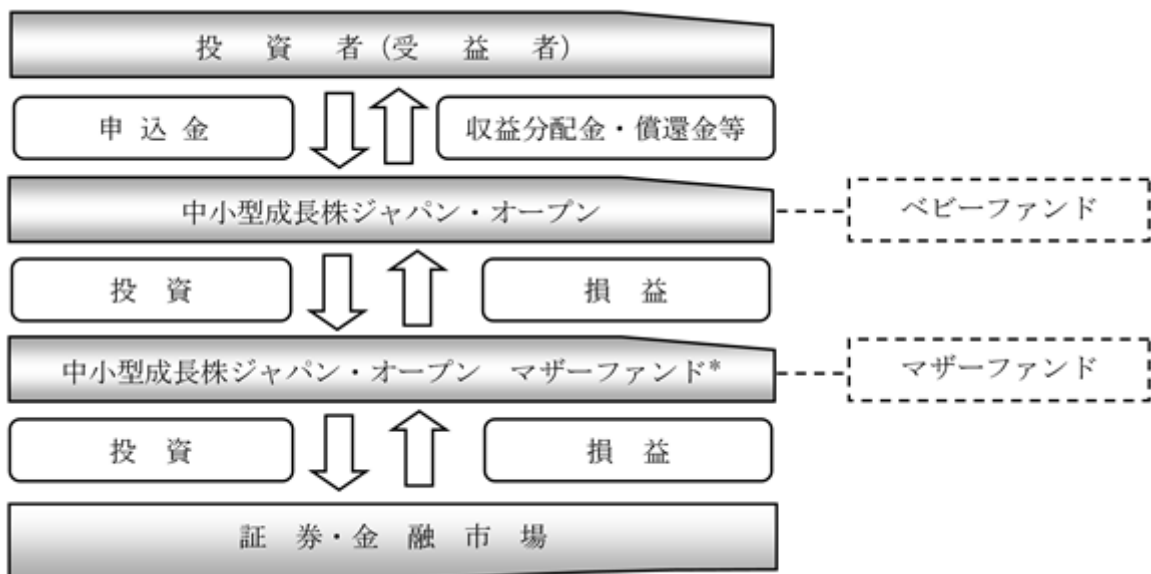 投資者(受益者)
申込金
収益分配金・償還金等
中小型成長株ジャパン・オープン
ベビーファンド
投資
損益
中小型成長株ジャパン・オープン マザーファンド*
マザーファンド
投資
損益
証券・金融市場